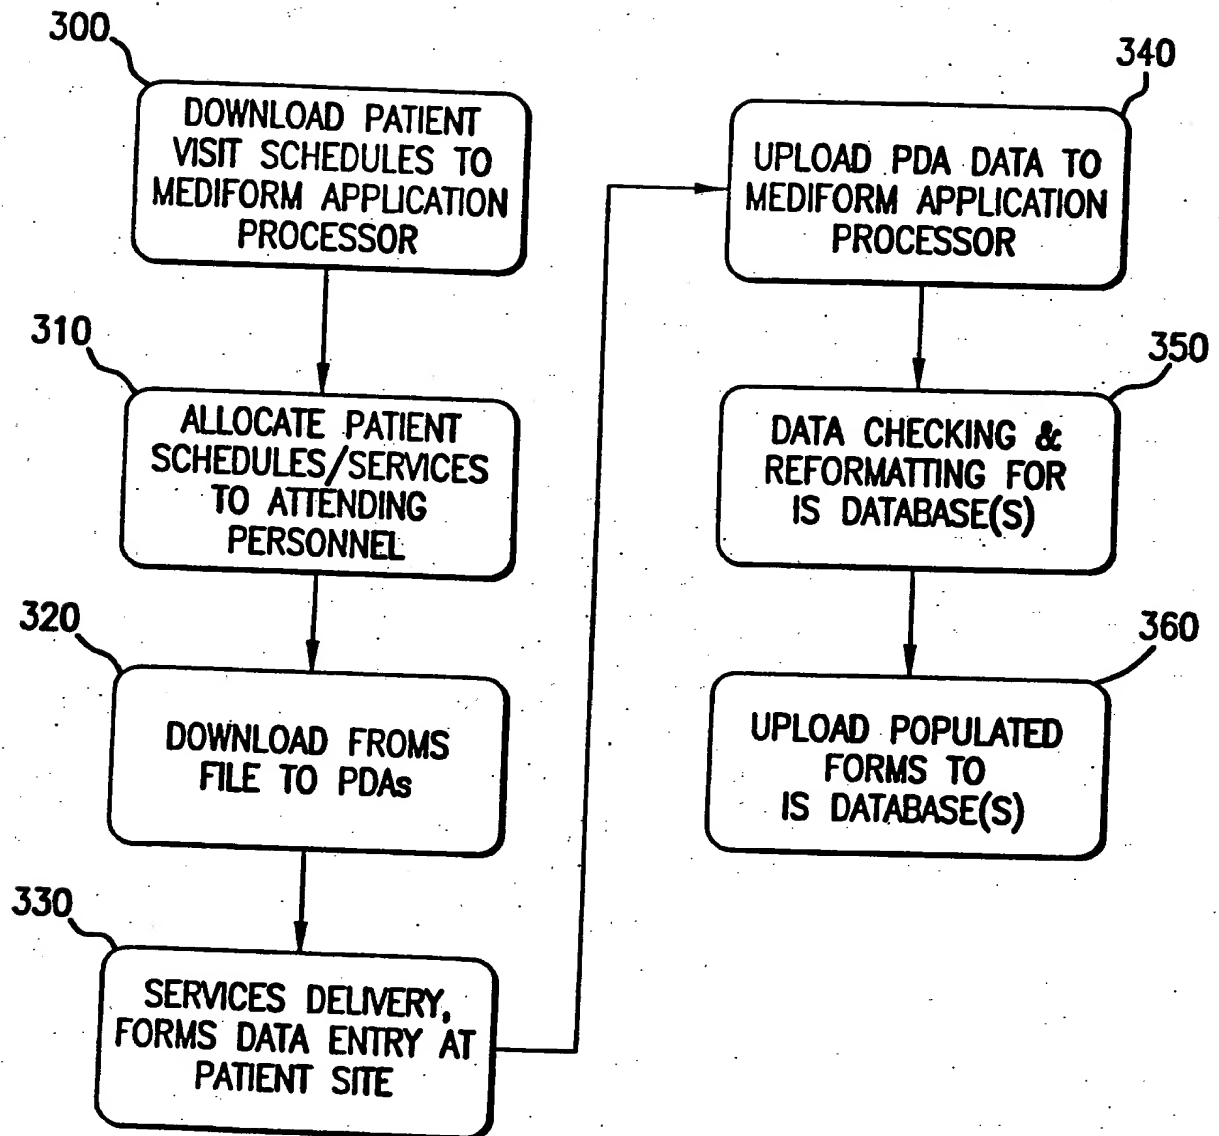 300
DOWNLOAD PATIENT
VISIT SCHEDULES TO
MEDIFORM APPLICATION
PROCESSOR
310
ALLOCATE PATIENT
SCHEDULES/SERVICES
TO ATTENDING
PERSONNEL
320
DOWNLOAD FROMS
FILE TO PDAs
330
SERVICES DELIVERY,
FORMS DATA ENTRY AT
PATIENT SITE
340
UPLOAD PDA DATA TO
MEDIFORM APPLICATION
PROCESSOR
350
DATA CHECKING &
REFORMATTING FOR
IS DATABASE(S)
360
UPLOAD POPULATED
FORMS TO
IS DATABASE(S)